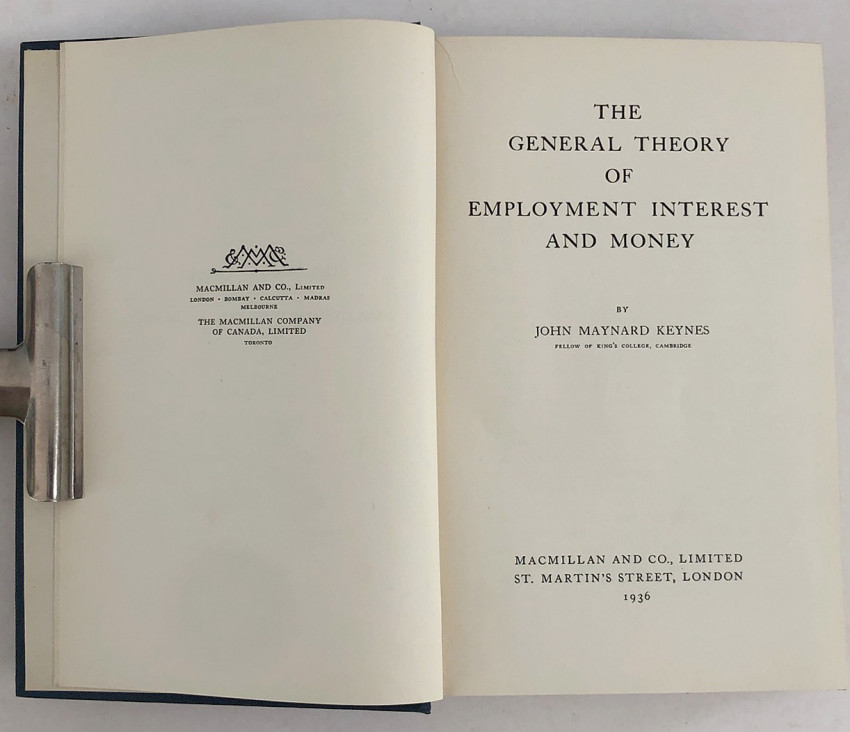 MACMILLAN AND CO., LIMITED
LONDON · BOMBAY · CALCUTTA · MADRAS
MELBOURNE
THE MACMILLAN COMPANY
OF CANADA, LIMITED
TORONTO
THE
GENERAL THEORY
OF
EMPLOYMENT INTEREST
AND MONEY
BY
JOHN MAYNARD KEYNES
FELLOW OF KING'S COLLEGE, CAMBRIDGE
MACMILLAN AND CO., LIMITED
ST. MARTIN'S STREET, LONDON
1936